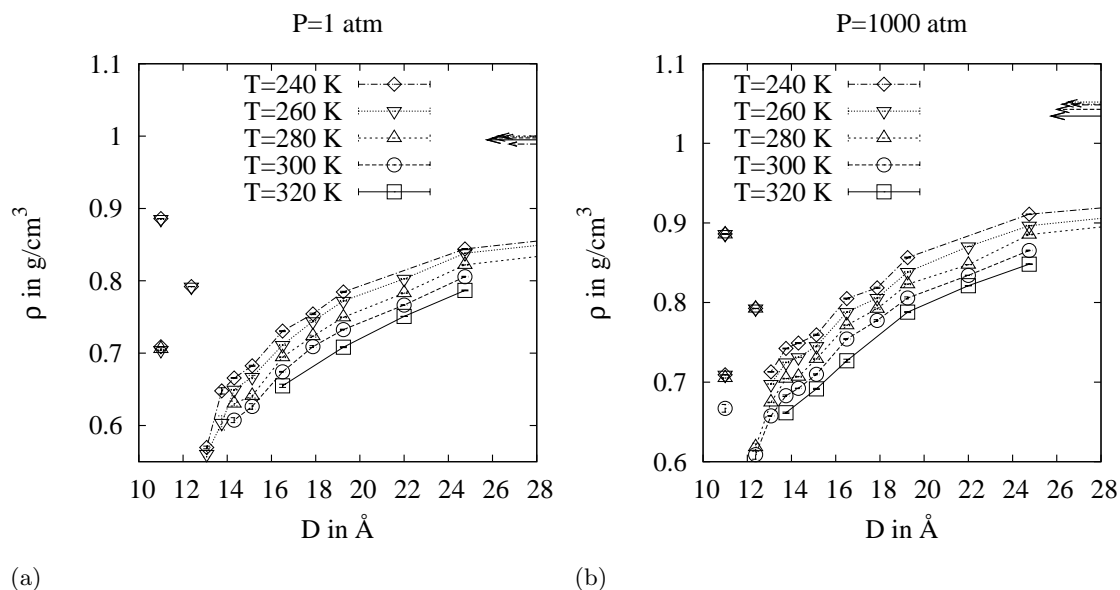 P=1 atm
1.1
1
0.9
0.8
0.7
0.6
ρ in g/cm³
T=240 K
T=260 K
T=280 K
T=300 K
T=320 K
10 12 14 16 18 20 22 24 26 28
D in Å
(a)
P=1000 atm
1.1
1
0.9
0.8
0.7
0.6
ρ in g/cm³
T=240 K
T=260 K
T=280 K
T=300 K
T=320 K
10 12 14 16 18 20 22 24 26 28
D in Å
(b)